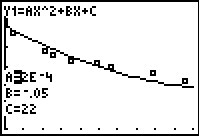 Y1=AX^2+BX+C
A=2E-4
B=-.05
C=22